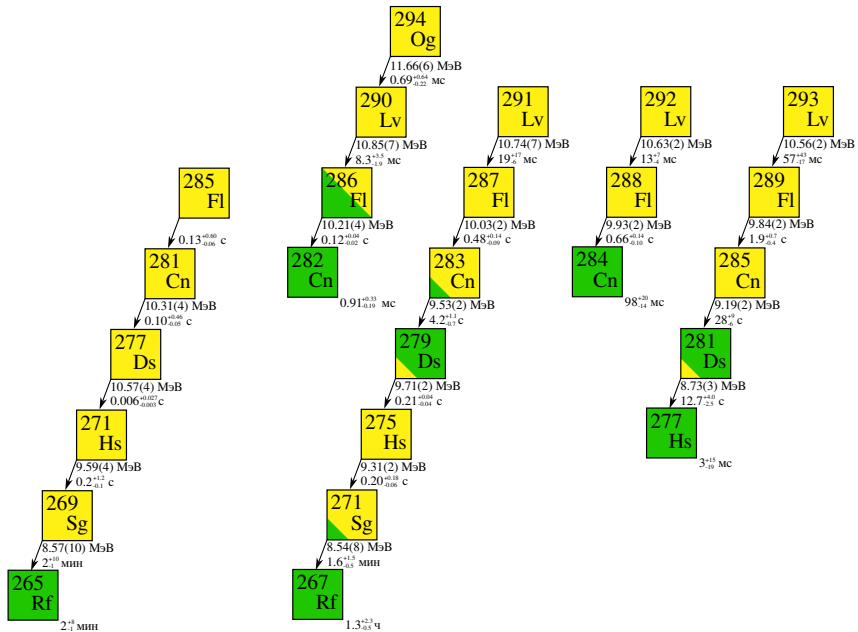 294
Og
11.66(6) МэВ
0.69+0.64-0.22 мс
290
Lv
10.85(7) МэВ
8.3+3.5-1.9 мс
286
Fl
10.21(4) МэВ
0.12+0.04-0.02 с
282
Cn
0.91+0.33-0.19 мс
285
Fl
0.13+0.60-0.06 с
281
Cn
10.31(4) МэВ
0.10+0.46-0.05 с
277
Ds
10.57(4) МэВ
0.006+0.027-0.003 с
271
Hs
9.59(4) МэВ
0.2+1.2-0.1 с
269
Sg
8.57(10) МэВ
2+10-1 мин
265
Rf
2+8-1 мин
291
Lv
10.74(7) МэВ
19+17-6 мс
287
Fl
10.03(2) МэВ
0.48+0.14-0.09 с
283
Cn
9.53(2) МэВ
4.2+1.1-0.7 с
279
Ds
9.71(2) МэВ
0.21+0.04-0.04 с
275
Hs
9.31(2) МэВ
0.20+0.18-0.06 с
271
Sg
8.54(8) МэВ
1.6+1.5-0.5 мин
267
Rf
1.3+2.3-0.5 ч
292
Lv
10.63(2) МэВ
13+7-4 мс
288
Fl
9.93(2) МэВ
0.66+0.14-0.10 с
284
Cn
98+20-14 мс
293
Lv
10.56(2) МэВ
57+43-17 мс
289
Fl
9.84(2) МэВ
1.9+0.7-0.4 с
285
Cn
9.19(2) МэВ
28+9-6 с
281
Ds
8.73(3) МэВ
12.7+4.0-2.5 с
277
Hs
3+15-19 мс